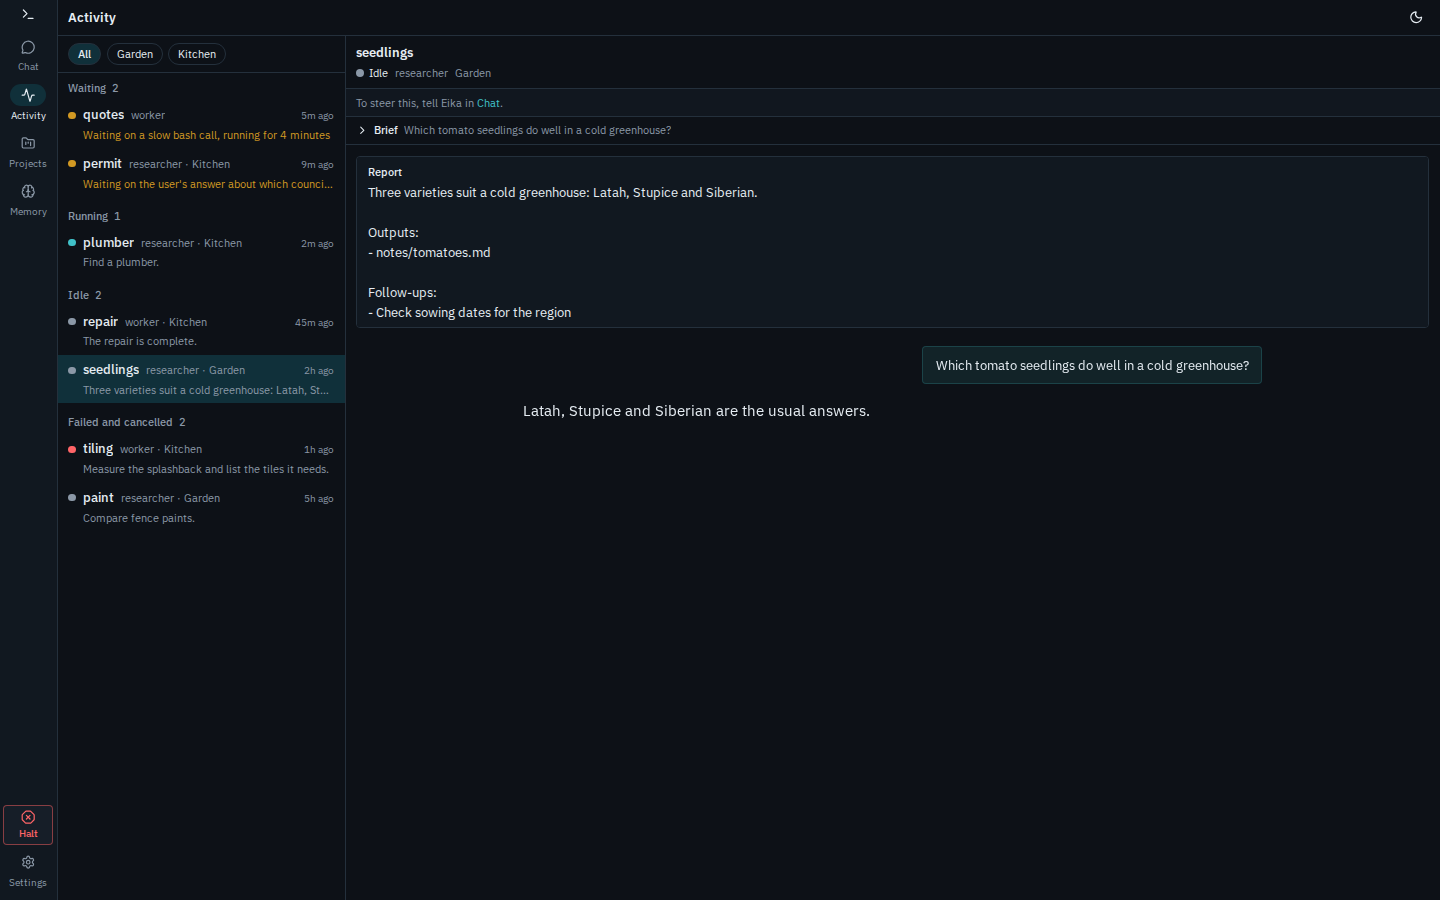 Activity
Chat
Activity
Projects
Memory
Halt
Settings
All Garden Kitchen
Waiting 2
quotes worker 5m ago
Waiting on a slow bash call, running for 4 minutes
permit researcher · Kitchen 9m ago
Waiting on the user's answer about which counci...
Running 1
plumber researcher · Kitchen 2m ago
Find a plumber.
Idle 2
repair worker · Kitchen 45m ago
The repair is complete.
seedlings researcher · Garden 2h ago
Three varieties suit a cold greenhouse: Latah, St...
Failed and cancelled 2
tiling worker · Kitchen 1h ago
Measure the splashback and list the tiles it needs.
paint researcher · Garden 5h ago
Compare fence paints.
seedlings
Idle researcher Garden
To steer this, tell Eika in Chat.
Brief Which tomato seedlings do well in a cold greenhouse?
Report
Three varieties suit a cold greenhouse: Latah, Stupice and Siberian.
Outputs:
- notes/tomatoes.md
Follow-ups:
- Check sowing dates for the region
Which tomato seedlings do well in a cold greenhouse?
Latah, Stupice and Siberian are the usual answers.